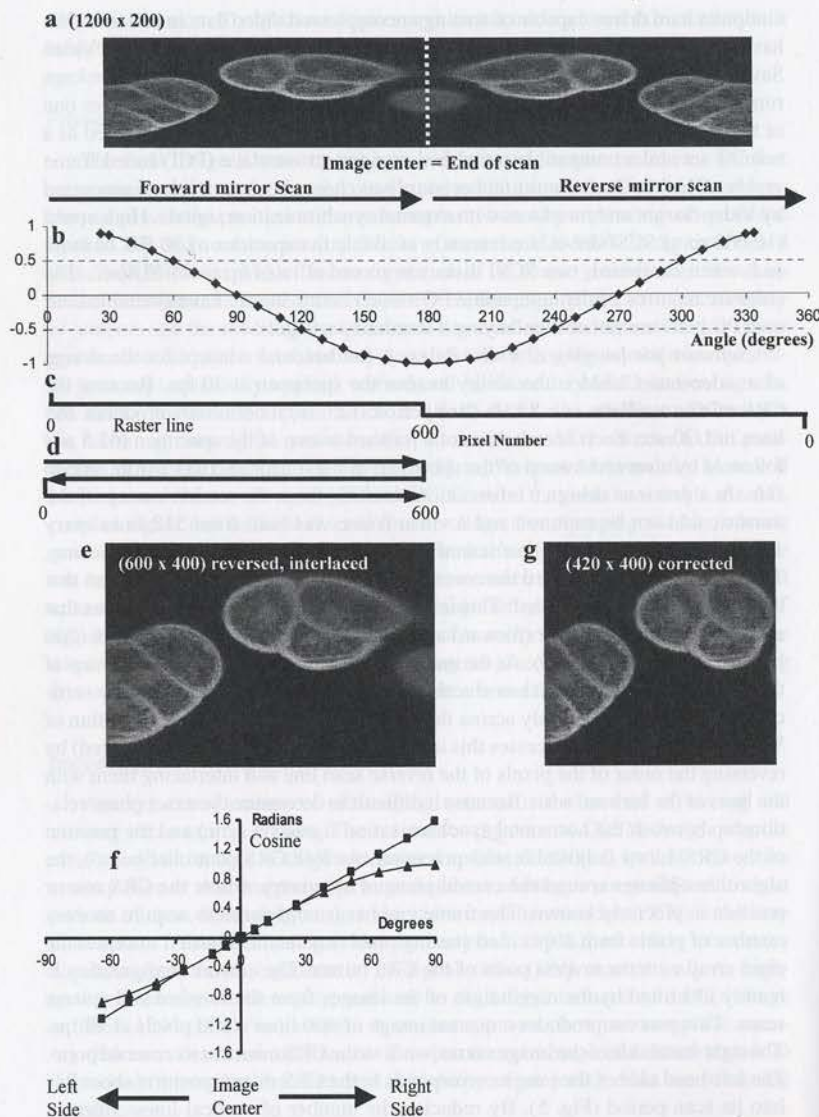 a (1200 x 200)
Image center = End of scan
Forward mirror Scan
Reverse mirror scan
b
1
0.5
0
-0.5
-1
0 30 60 90 120 150 180 210 240 270 300 330 360
Angle (degrees)
c
0 Raster line 600 Pixel Number 0
d
0 600
e
(600 x 400) reversed, interlaced
g
(420 x 400) corrected
f
Radians
Cosine
1.6
1.2
0.8
0.4
0.0
Degrees
-90 -60 -30 0 30 60 90
-0.8
-1.2
-1.6
Left Image Right
Side Center Side